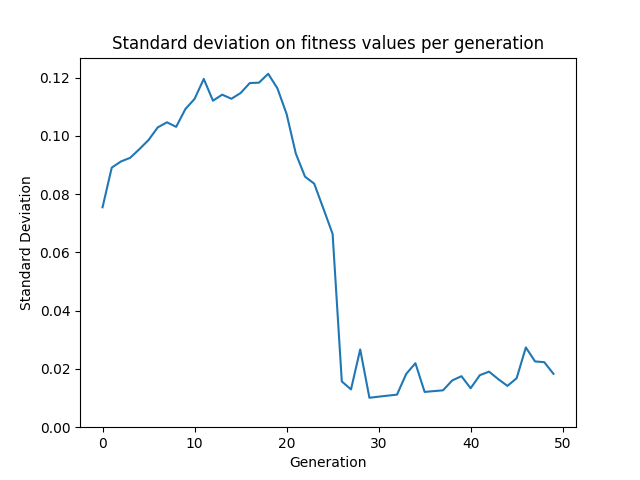 Standard deviation on fitness values per generation
0.12
0.10
0.08
0.06
0.04
0.02
0.00
Standard Deviation
0 10 20 30 40 50
Generation